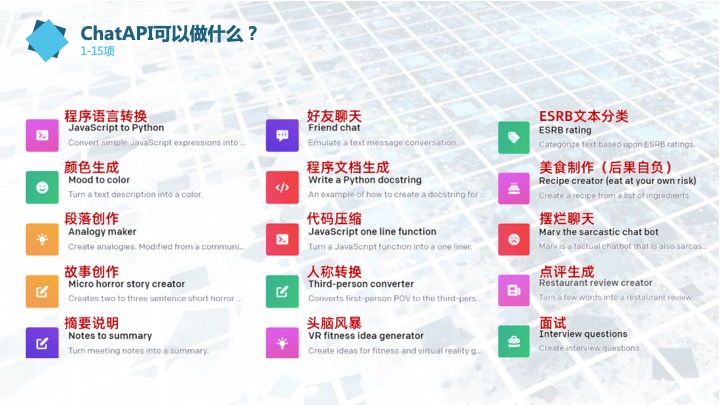 ChatAPI可以做什么？
1-15项
程序语言转换
JavaScript to Python
Convert simple JavaScript expressions into ...
颜色生成
Mood to color
Turn a text description into a color.
段落创作
Analogy maker
Create analogies. Modified from a communi...
故事创作
Micro horror story creator
Creates two to three sentence short horror ...
摘要说明
Notes to summary
Turn meeting notes into a summary.
好友聊天
Friend chat
Emulate a text message conversation.
程序文档生成
Write a Python docstring
An example of how to create a docstring for ...
代码压缩
JavaScript one line function
Turn a JavaScript function into a one liner.
人称转换
Third-person converter
Converts first-person POV to the third-pers...
头脑风暴
VR fitness idea generator
Create ideas for fitness and virtual reality g...
ESRB文本分类
ESRB rating
Categorize text based upon ESRB ratings.
美食制作（后果自负）
Recipe creator (eat at your own risk)
Create a recipe from a list of ingredients.
摆烂聊天
Marv the sarcastic chat bot
Marv is a factual chatbot that is also sarcas...
点评生成
Restaurant review creator
Turn a few words into a restaurant review.
面试
Interview questions
Create interview questions.